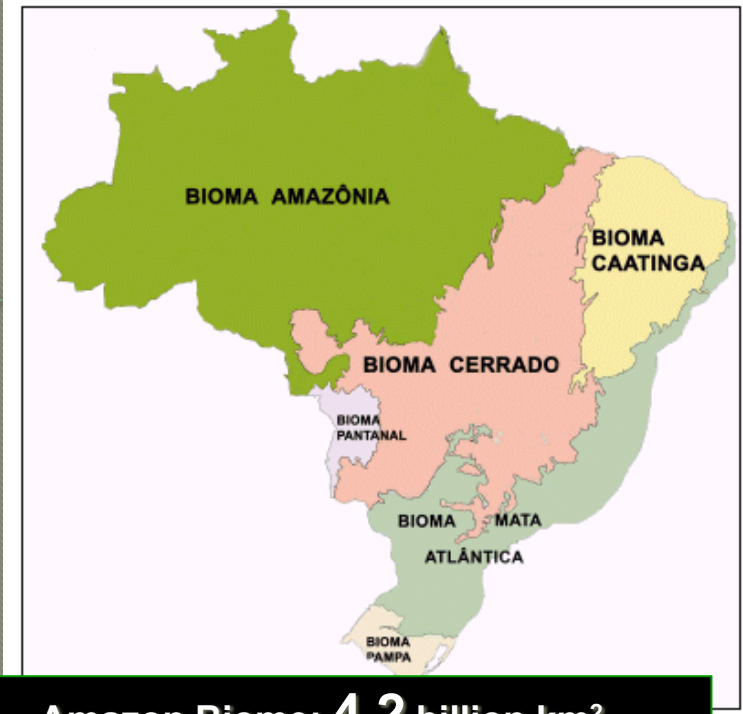 BIOMA AMAZÔNIA
BIOMA
CAATINGA
BIOMA CERRADO
BIOMA
PANTANAL
BIOMA MATA
ATLÂNTICA
BIOMA
PAMPA
Amazon Biome: 4,2 billion km²